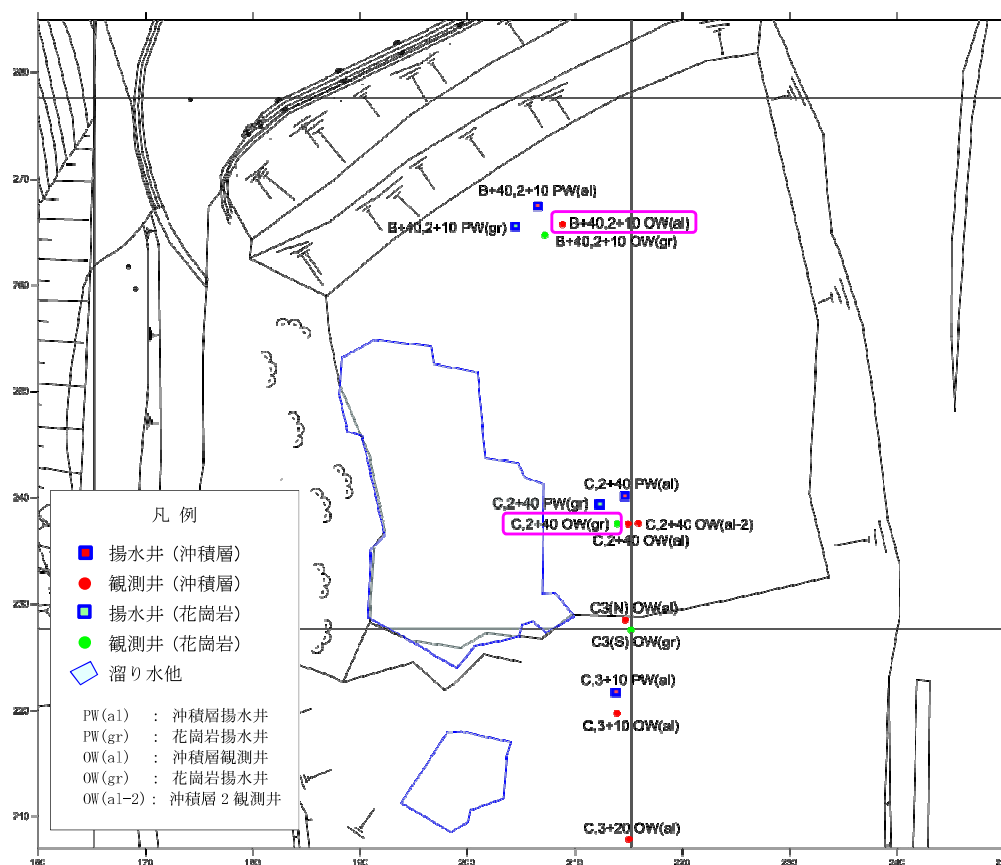 280
270
260
250
240
230
220
210
B+40,2+10 PW(al)
B+40,2+10 PW(gr)
B+40,2+10 OW(al)
B+40,2+10 OW(gr)
C,2+40 PW(al)
C,2+40 PW(gr)
C,2+40 OW(gr)
C,2+40 OW(al-2)
C,2+40 OW(al)
C3(N) OW(al)
C3(S) OW(gr)
C,3+10 PW(al)
C,3+10 OW(al)
C,3+20 OW(al)
凡 例
揚水井 (沖積層)
観測井 (沖積層)
揚水井 (花崗岩)
観測井 (花崗岩)
溜り水他
PW(al) : 沖積層揚水井
PW(gr) : 花崗岩揚水井
OW(al) : 沖積層観測井
OW(gr) : 花崗岩揚水井
OW(al-2) : 沖積層2観測井
160 170 180 190 200 210 220 230 240